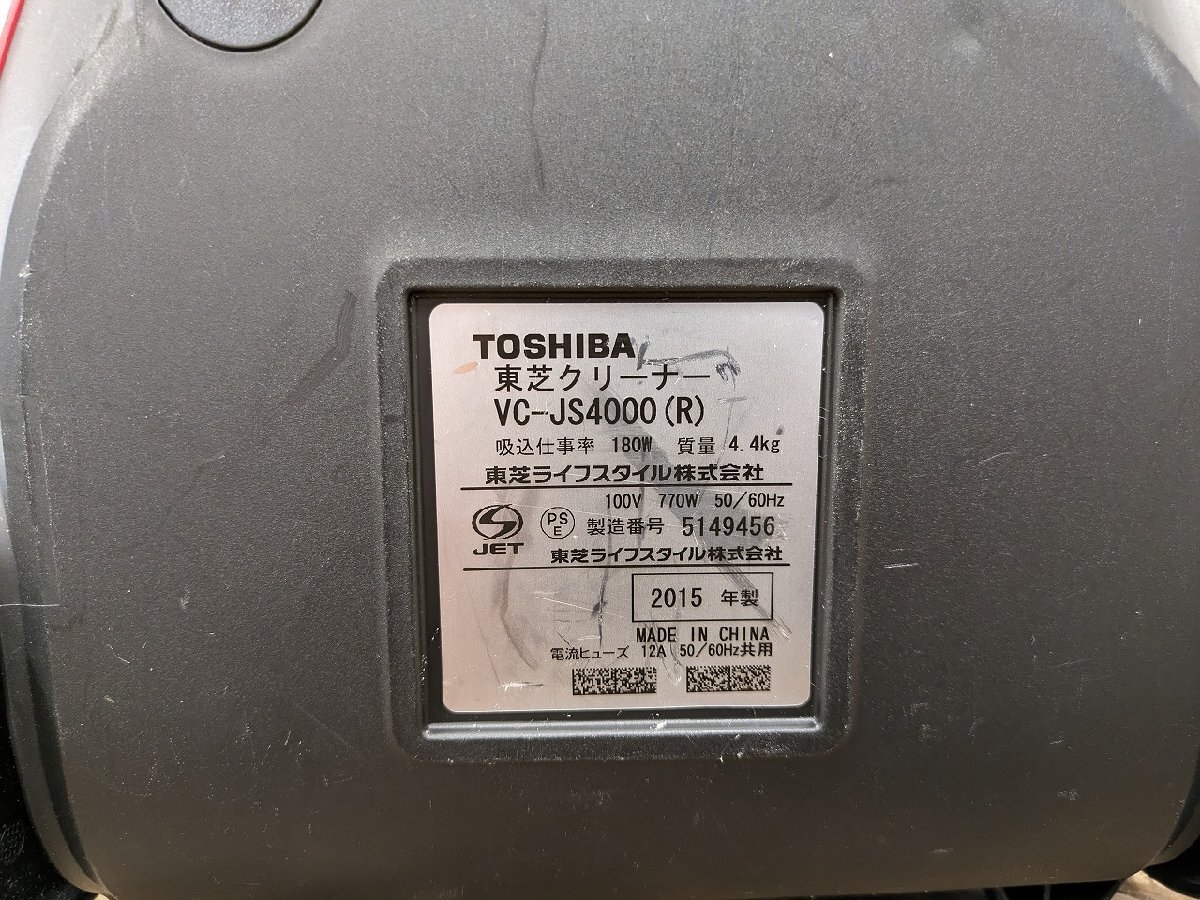 TOSHIBA
東芝クリーナー
VC-JS4000(R)
吸込仕事率 180W 質量 4.4kg
東芝ライフスタイル株式会社
100V 770W 50/60Hz
JET PSE 製造番号 5149456
東芝ライフスタイル株式会社
2015 年製
MADE IN CHINA
電流ヒューズ 12A 50/60Hz共用